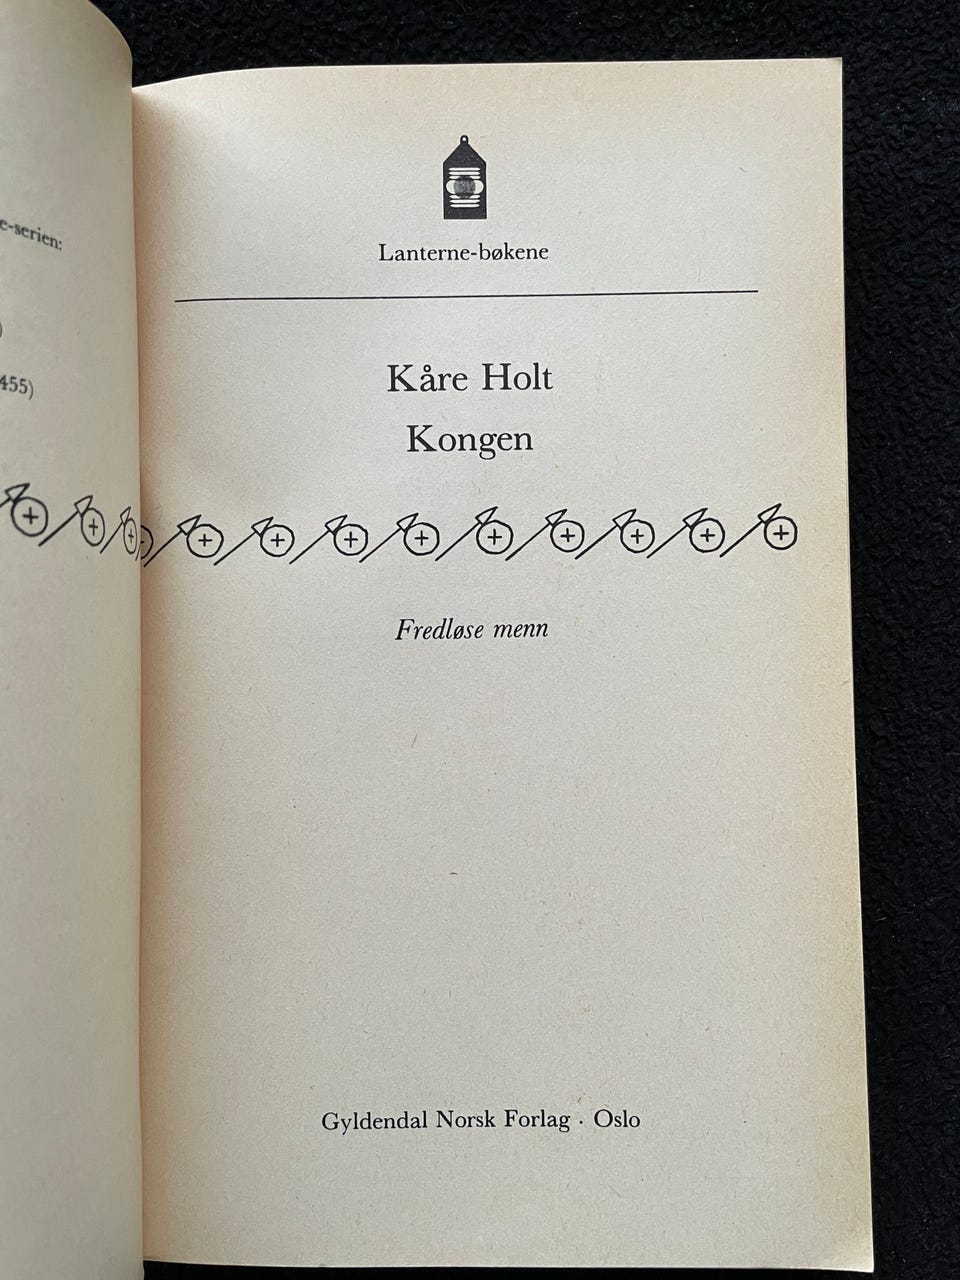 e-serien:
)
455)
Lanterne-bøkene
Kåre Holt
Kongen
Fredløse menn
Gyldendal Norsk Forlag · Oslo